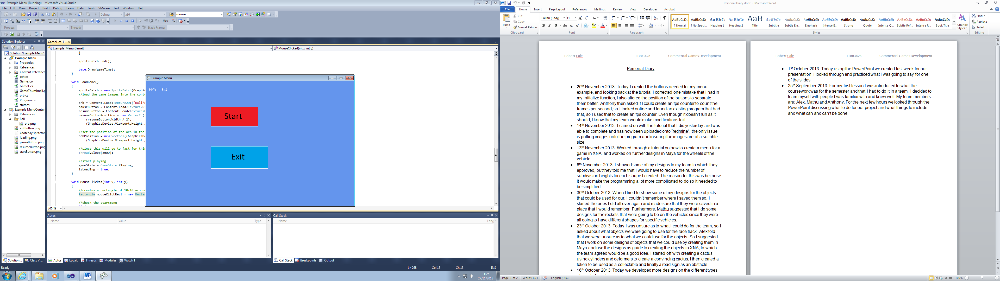 Example Menu (Running) - Microsoft Visual Studio
File Edit View Project Build Debug Team Data Tools VMware Test Window Help
Debug x86 mouse
Hex
Process: Thread: Stack Frame:
Solution Explorer
Solution 'Example Menu'
Example Menu
Properties
References
Content Reference
exit.cs
Game.ico
Game1.cs
GameThumbnail.p
orb.cs
Program.cs
start.cs
Example MenuConten
References
Ball
orb.png
exitButton.png
kootenay.spritefor
loading.png
pauseButton.png
resumeButton.png
startButton.png
Solution... Class Vi...
Game1.cs
Example_Menu.Game1 MouseClicked(int x, int y)
}
spriteBatch.End();
base.Draw(gameTime);
}
void LoadGame()
{
spriteBatch = new SpriteBatch(Graphic
//load the game images into the conte
orb = Content.Load<Texture2D>("Ball/o
pauseButton = Content.Load<Texture2D>
resumeButton = Content.Load<Texture2D
resumeButtonPosition = new Vector2 (
(resumeButton.Width / 2),
(GraphicsDevice.Viewport.Height /
//set the position of the orb in the
orbPosition = new Vector2((GraphicsDe
(GraphicsDevice.Viewport.Height /
//since this will go to fast for this
Thread.Sleep(3000);
//start playing
gameState = GameState.Playing;
isLoading = true;
}
void MouseClicked(int x, int y)
{
//creates a rectangle of 10x10 aroun
Rectangle mouseClickRect = new Rectan
//check the startmenu
100 %
Example Menu
FPS = 60
Start
Exit
Autos
Name Value Type
Autos Locals Threads Modules Watch 1
Call Stack
Name Lang
Call Stack Breakpoints Output
Ready Ln 268 Col 13 Ch 13 INS
11:26
27/11/2013
Personal Diary.docx - Microsoft Word
File Home Insert Page Layout References Mailings Review View Developer Acrobat
Paste
Cut
Copy
Format Painter
Clipboard
Calibri (Body) 11
Font
Paragraph
AaBbCcDc AaBbCcDc AaBbC AaBbCc AaB AaBbCc. AaBbCcDt AaBbCcDt AaBbCcDt AaBbCcDc AaBbCcDt AaBbCcDt AABBCCDC AABBCCDC AABBCCDC
¶ Normal ¶ No Spaci... Heading 1 Heading 2 Title Subtitle Subtle Em... Emphasis Intense E... Strong Quote Intense Q... Subtle Ref... Intense R... Book Title
Styles
Change Styles
Find
Replace
Select
Editing
Robert Cale 11003428 Commercial Games Development
Personal Diary
20th November 2013: Today I created the buttons needed for my menu
example, and looking back at the tutorial I corrected one mistake that I had in
my initialize function, I also altered the position of the buttons to separate
them better. Anthony then asked if I could create an fps counter to count the
frames per second, so I looked online and found an existing program that had
that, so I used that to create an fps counter. Even though it doesn't run as it
should, I know that my team would make modifications to it.
14th November 2013: I carried on with the tutorial that I did yesterday and was
able to complete and has now been uploaded onto "redmine", the only issue
is putting images onto the program and insuring the images are of a suitable
size
13th November 2013: Worked through a tutorial on how to create a menu for a
game in XNA, and worked on further designs in Maya for the wheels of the
vehicle
6th November 2013: I showed some of my designs to my team to which they
approved, but they told me that I would have to reduce the number of
subdivision heights for each shape I created. The reason for this was because
it would make the programming a lot more complicated to do so it needed to
be simplified
30th October 2013: When I tried to show some of my designs for the objects
that could be used for our, I couldn't remember where I saved them so, I
started the ones I did all over again and made sure that they were saved in a
place that I would remember. Furthermore, Mathu suggested that I do some
designs for the rockets that were going to be on the vehicles since they were
all going to have different shapes for specific vehicles.
23rd October 2013: Today I was unsure as to what I could do for the team, so I
asked about what objects we were going to use for the race track. Alex told
that we were unsure as to what we could use for the objects. So I suggested
that I work on some designs of objects that we could use by creating them in
Maya and use the designs as guide to creating the objects in XNA, to which
the team agreed would be a good idea. I started off with creating a cactus
using cylinders and deformers to create a convincing cactus; I then created a
token to be used as a collectable and finally a road sign as an obstacle.
16th October 2013: Today we developed more designs on the different types
Robert Cale 11003428 Commercial Games Development
1st October 2013: Today using the PowerPoint we created last week for our
presentation, I looked through and practiced what I was going to say for one
of the slides
25th September 2013: For my first lesson I was introduced to what the
coursework was for the semester and that I had to do it in a team, I decided to
team myself with people I was familiar with and knew well. My team members
are: Alex, Mathu and Anthony. For the next few hours we looked through the
PowerPoint discussing what to do for our project and what things to include
and what can and can't be done.
Page: 1 of 2 Words: 603 English (U.K.) 100%